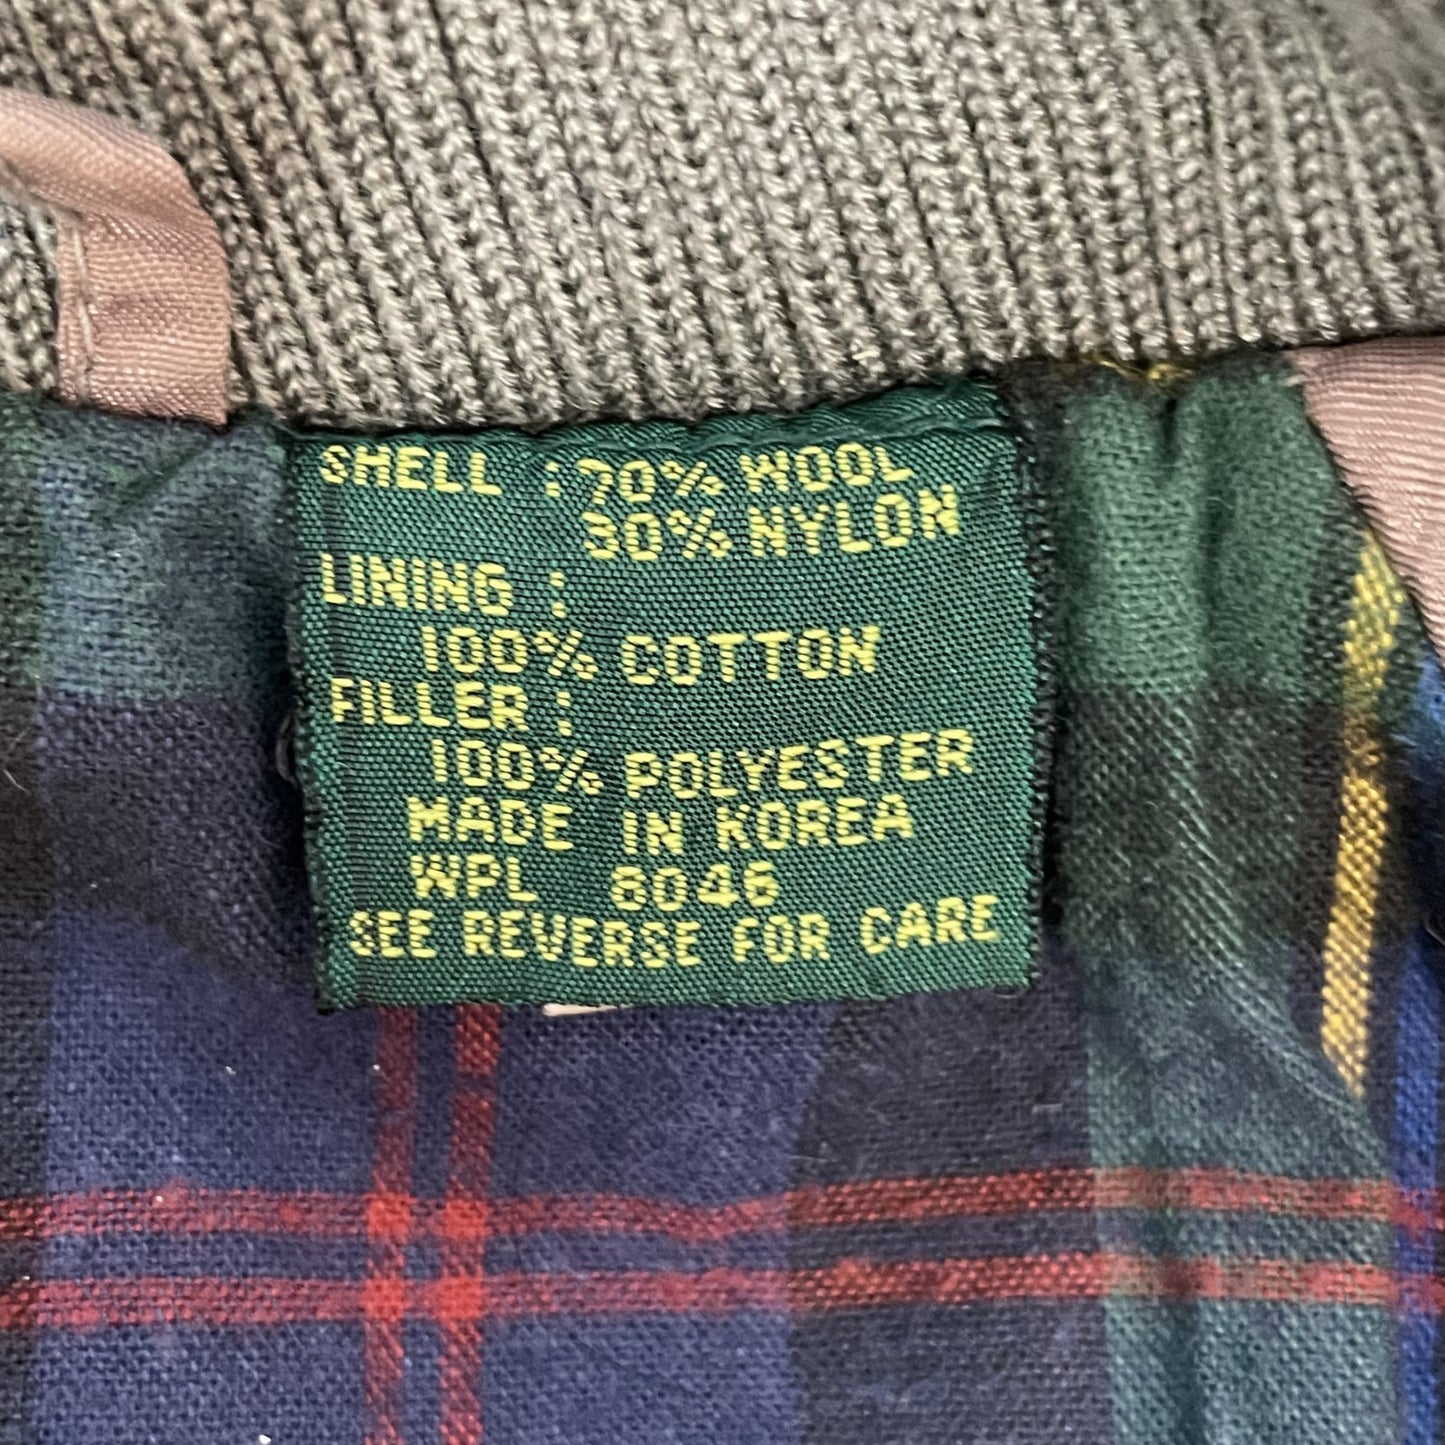 SHELL : 70% WOOL
30% NYLON
LINING :
100% COTTON
FILLER :
100% POLYESTER
MADE IN KOREA
WPL 6046
SEE REVERSE FOR CARE